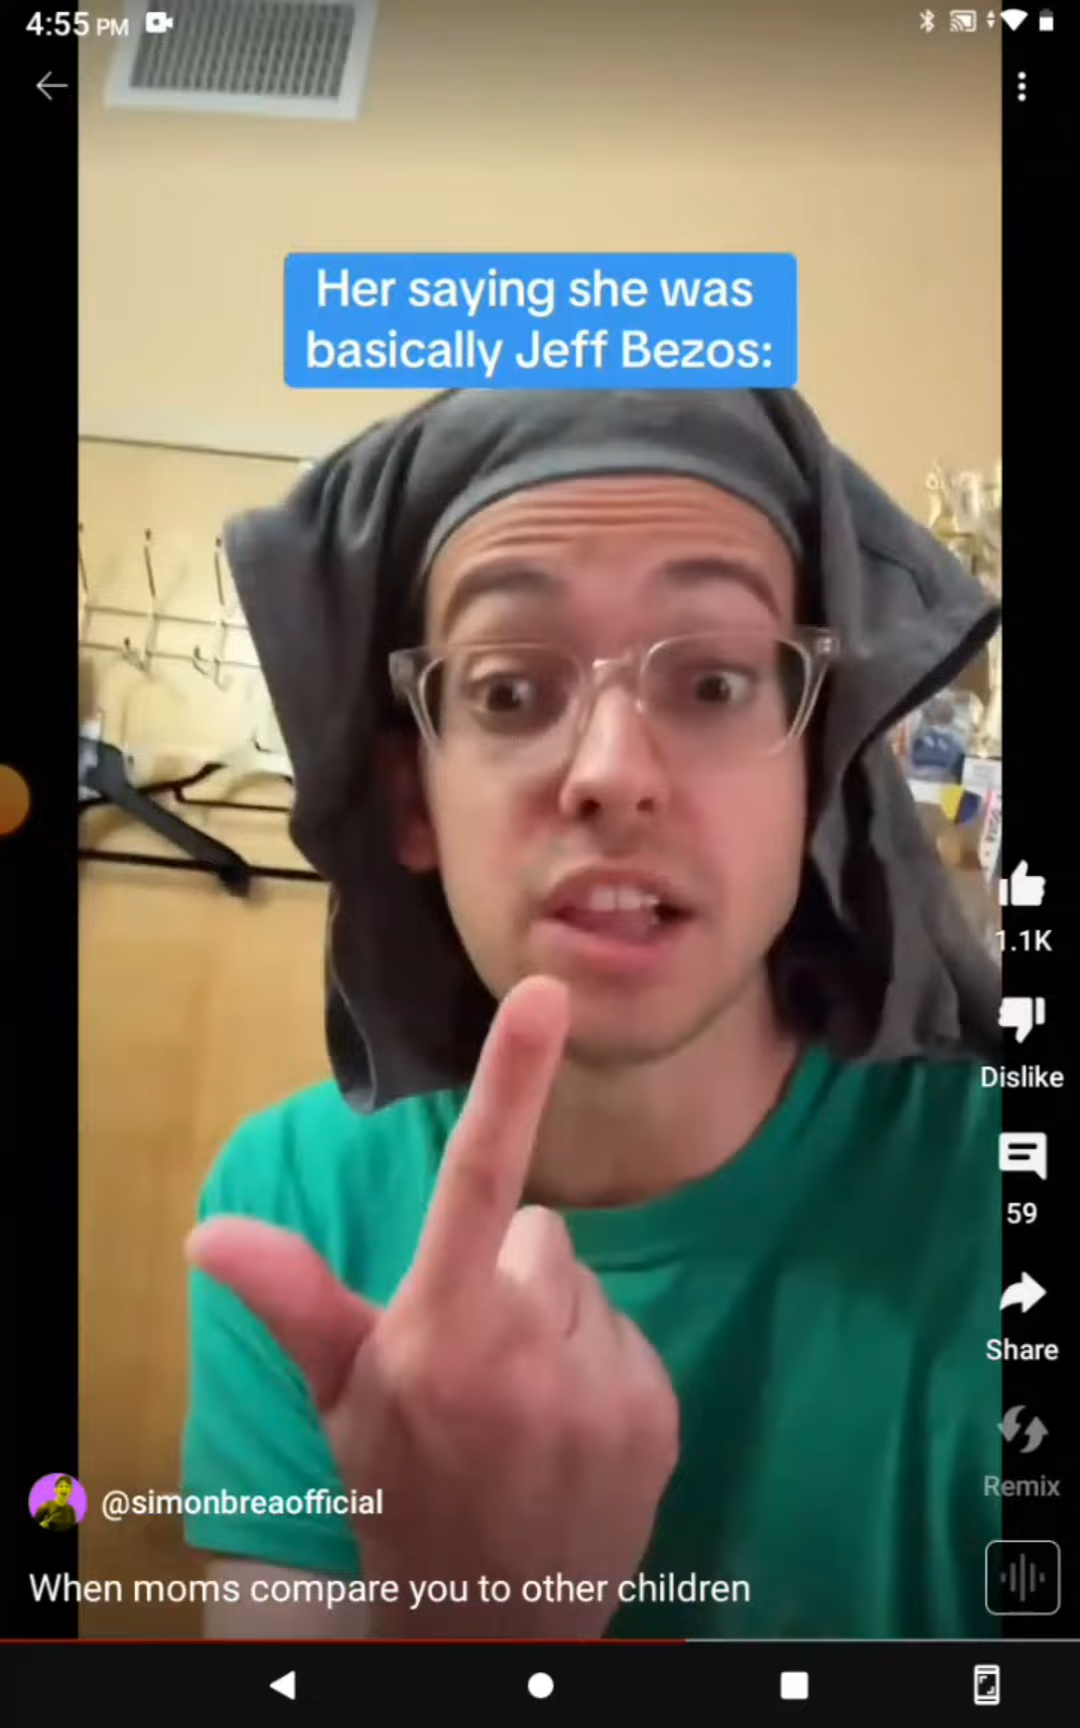 4:55 PM
Her saying she was
basically Jeff Bezos:
1.1K
Dislike
59
Share
Remix
@simonbreaofficial
When moms compare you to other children